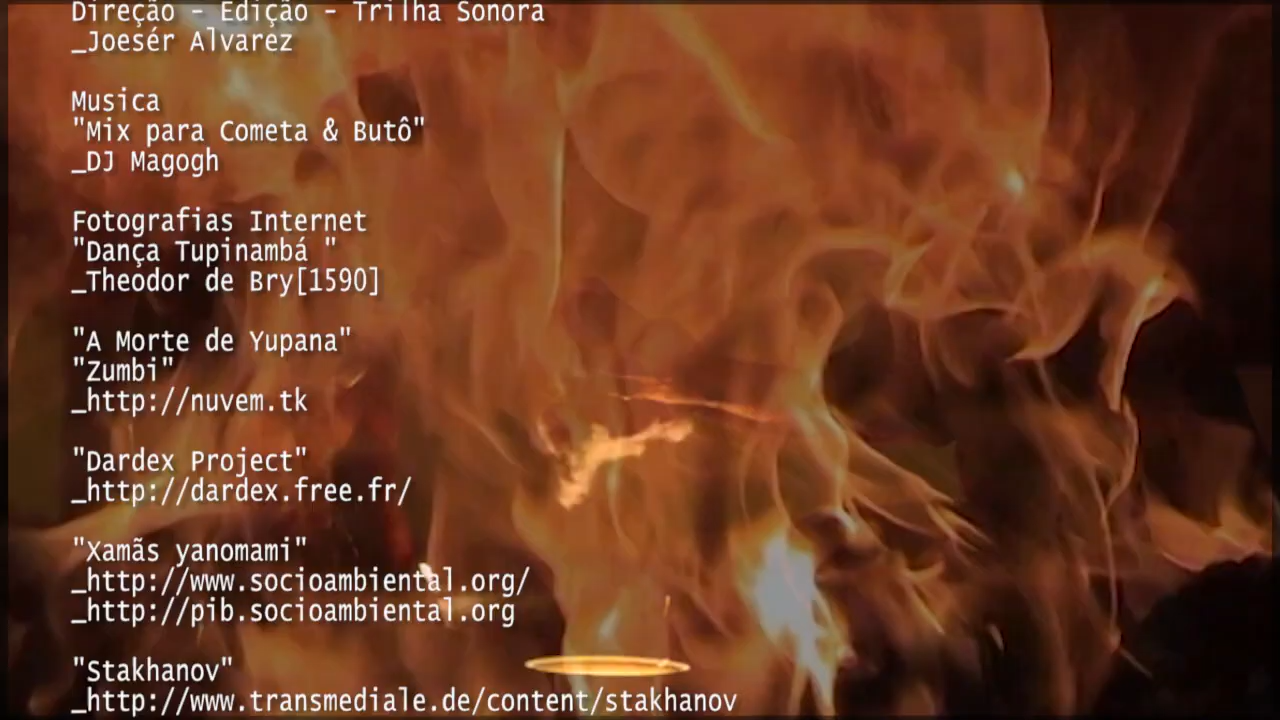 Direção - Edição - Trilha Sonora
_Joesér Alvarez
Musica
"Mix para Cometa & Butô"
_DJ Magogh
Fotografias Internet
"Dança Tupinambá "
_Theodor de Bry[1590]
"A Morte de Yupana"
"Zumbi"
_http://nuvem.tk
"Dardex Project"
_http://dardex.free.fr/
"Xamãs yanomami"
_http://www.socioambiental.org/
_http://pib.socioambiental.org
"Stakhanov"
_http://www.transmediale.de/content/stakhanov